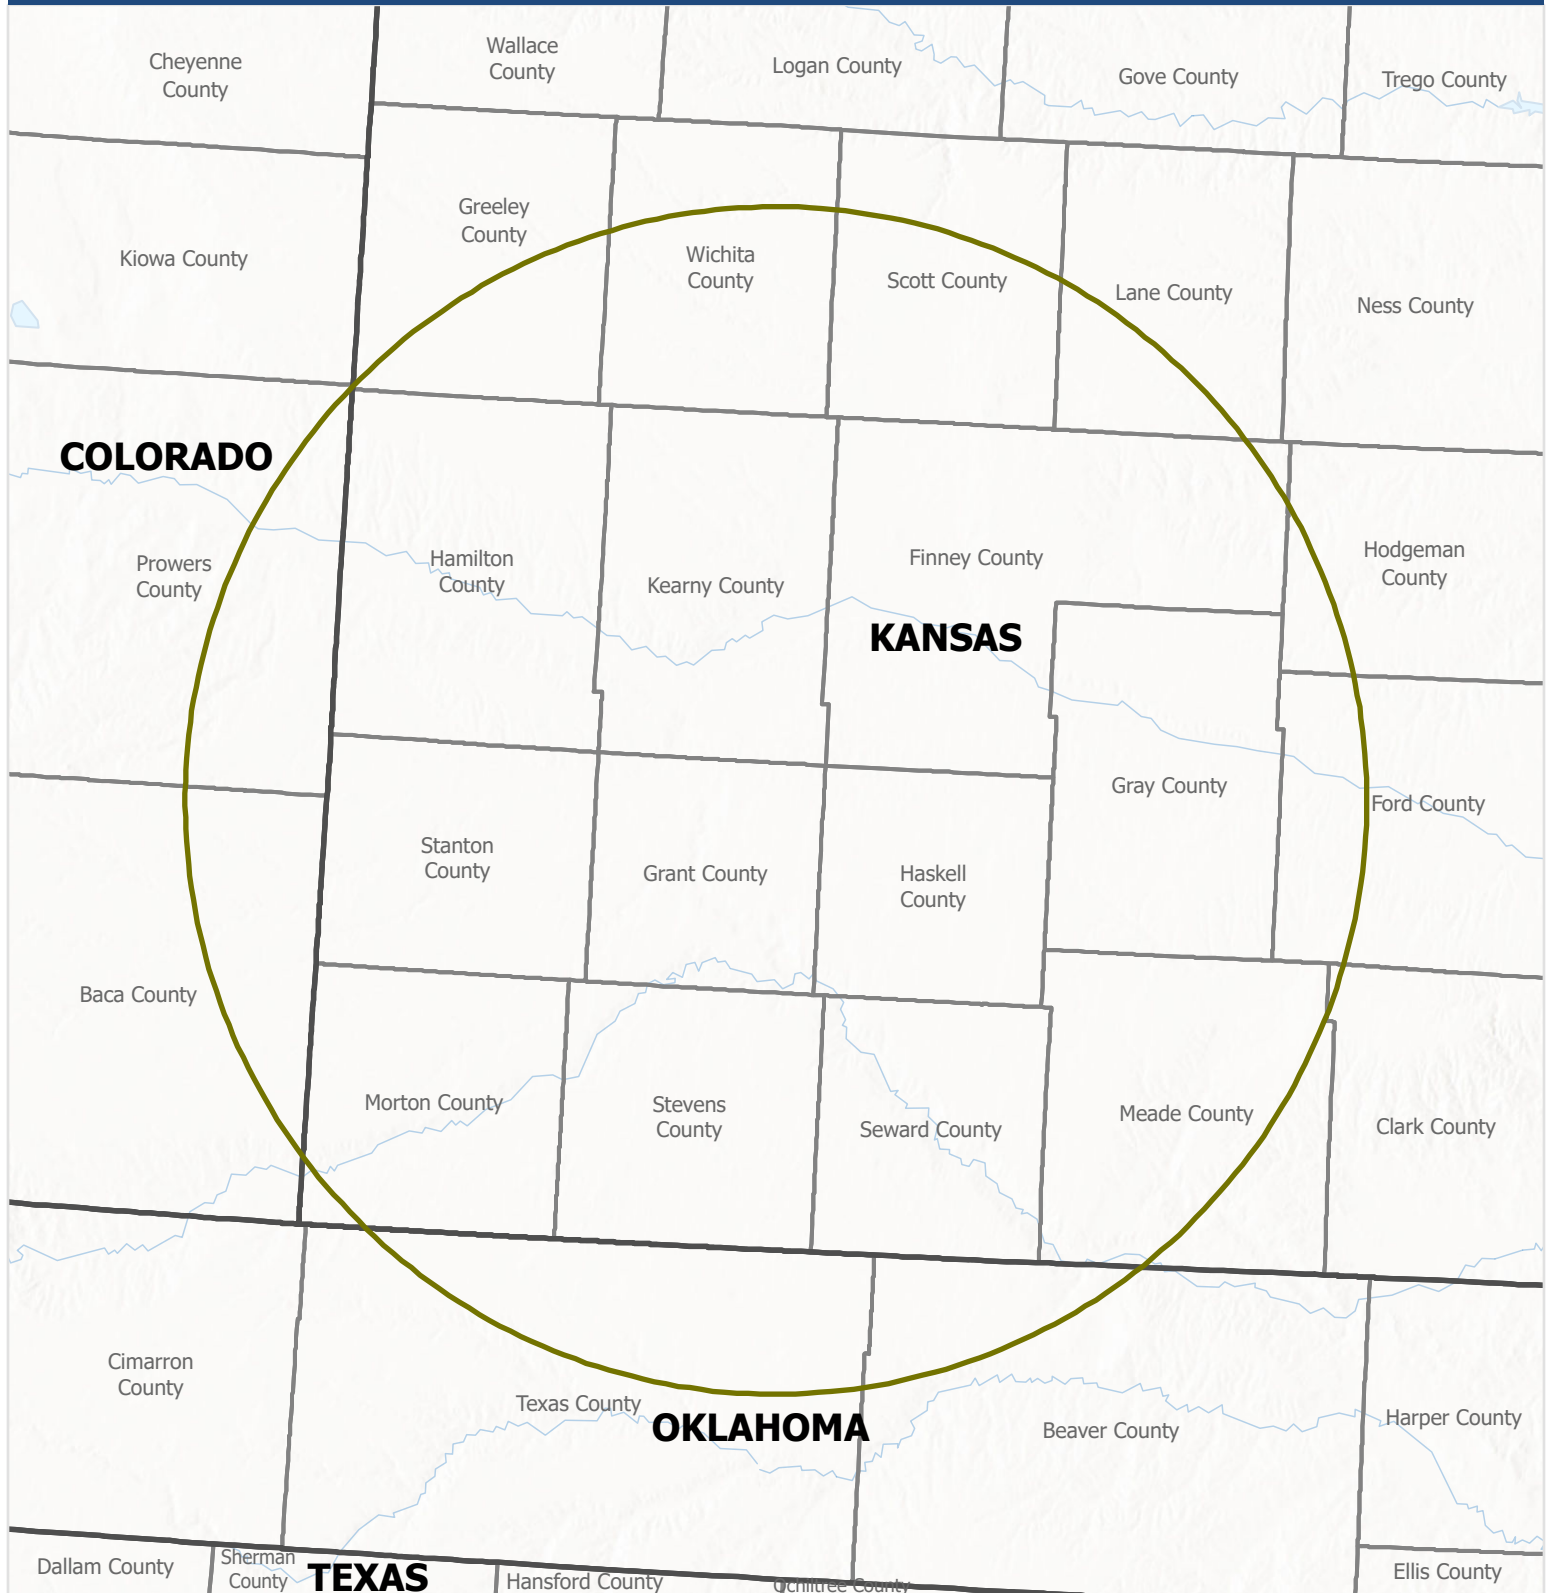 Cheyenne
County
Wallace
County
Logan County
Gove County
Trego County
Greeley
County
Kiowa County
Wichita
County
Scott County
Lane County
Ness County
COLORADO
Prowers
County
Hamilton
County
Kearny County
Finney County
Hodgeman
County
KANSAS
Gray County
Ford County
Stanton
County
Grant County
Haskell
County
Baca County
Morton County
Stevens
County
Seward County
Meade County
Clark County
Cimarron
County
Texas County
OKLAHOMA
Beaver County
Harper County
Dallam County
Sherman
County
TEXAS
Hansford County
Ochiltree County
Ellis County